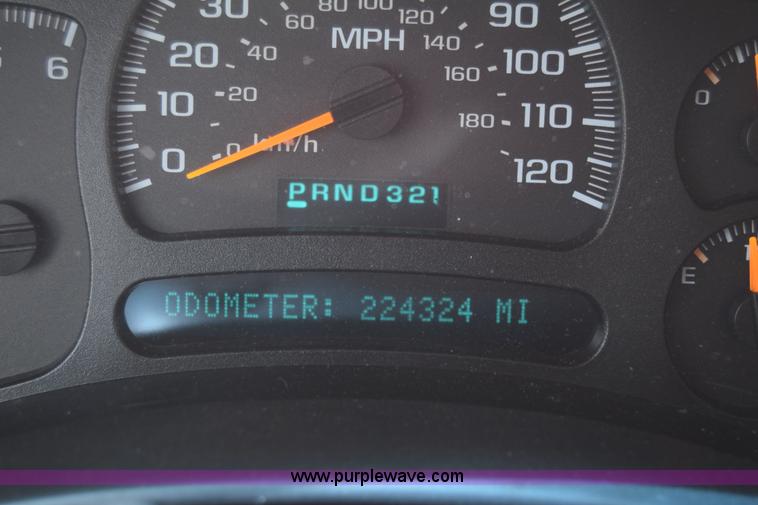 80 100 120
30 60 90
MPH 140
20 40 160 100
10 20 180 110
0 0 km/h 120
5 6
0
E
PRND321
ODOMETER: 224324 MI
www.purplewave.com